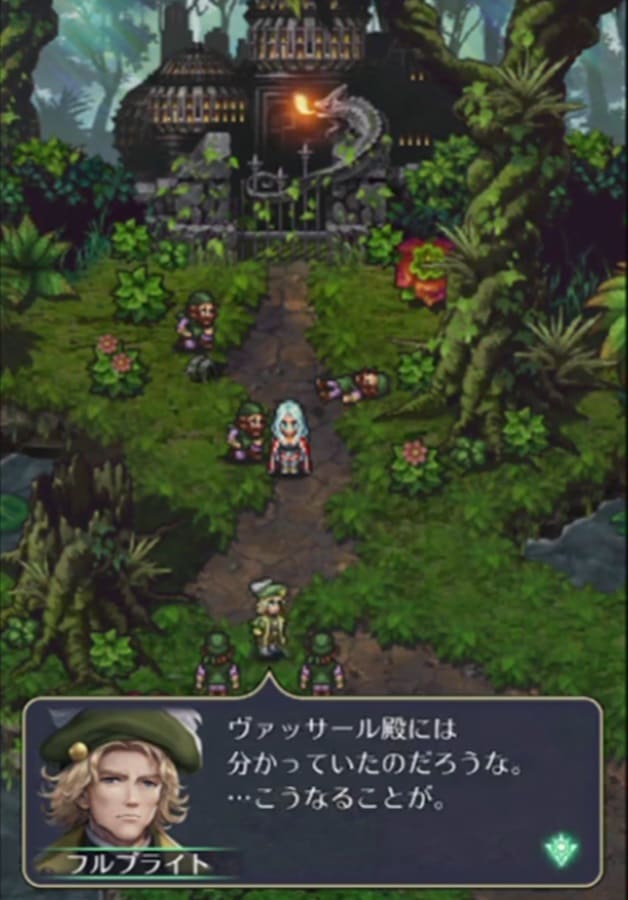 ヴァッサール殿には
分かっていたのだろうな。
…こうなることが。
フルブライト